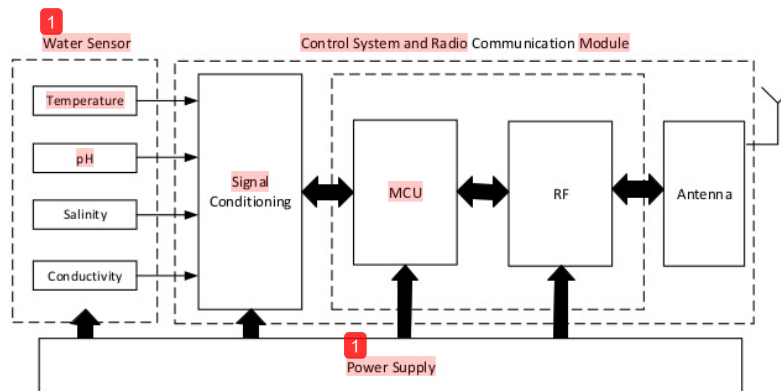 1
Water Sensor
Control System and Radio Communication Module
Temperature
pH
Salinity
Conductivity
Signal
Conditioning
MCU
RF
Antenna
1
Power Supply